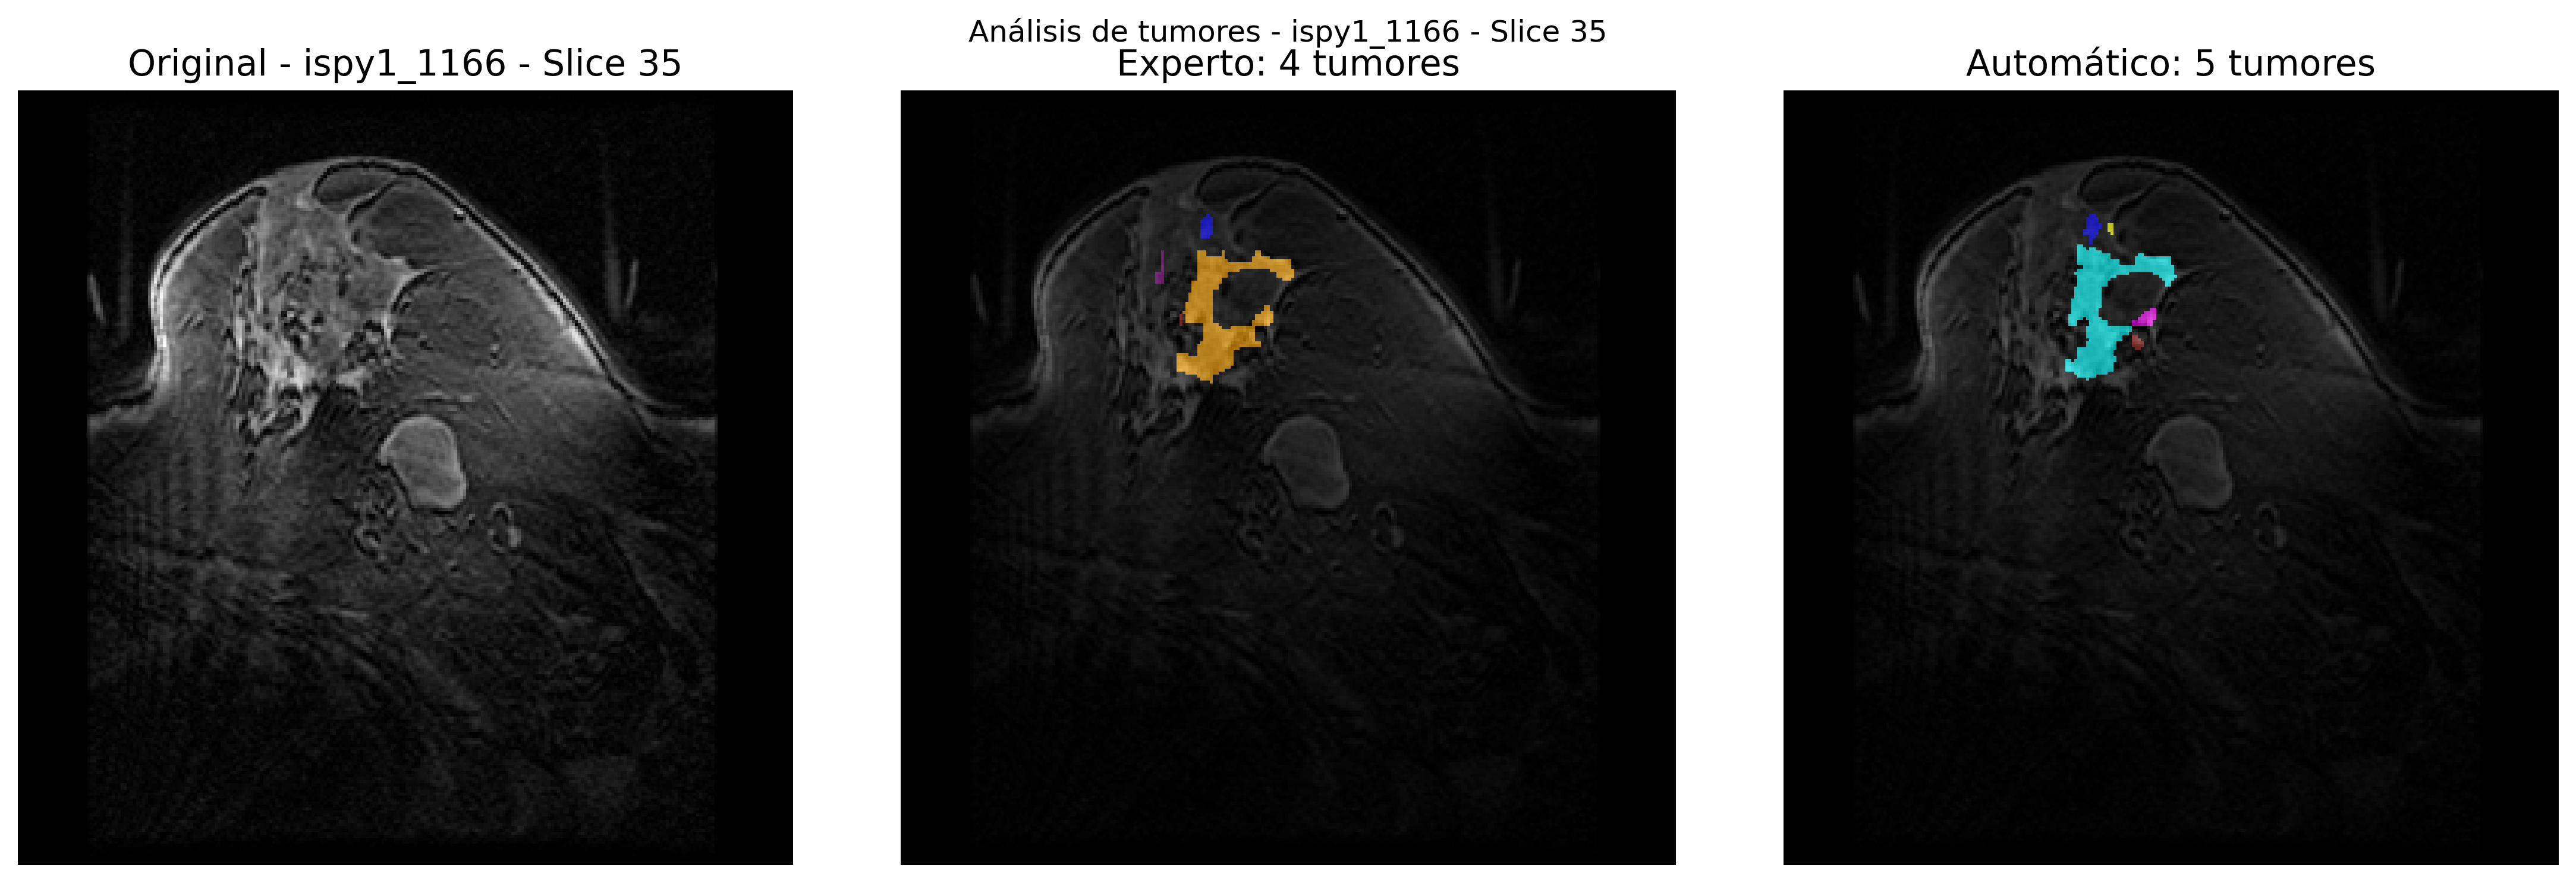 Análisis de tumores - ispy1_1166 - Slice 35
Original - ispy1_1166 - Slice 35
Experto: 4 tumores
Automático: 5 tumores